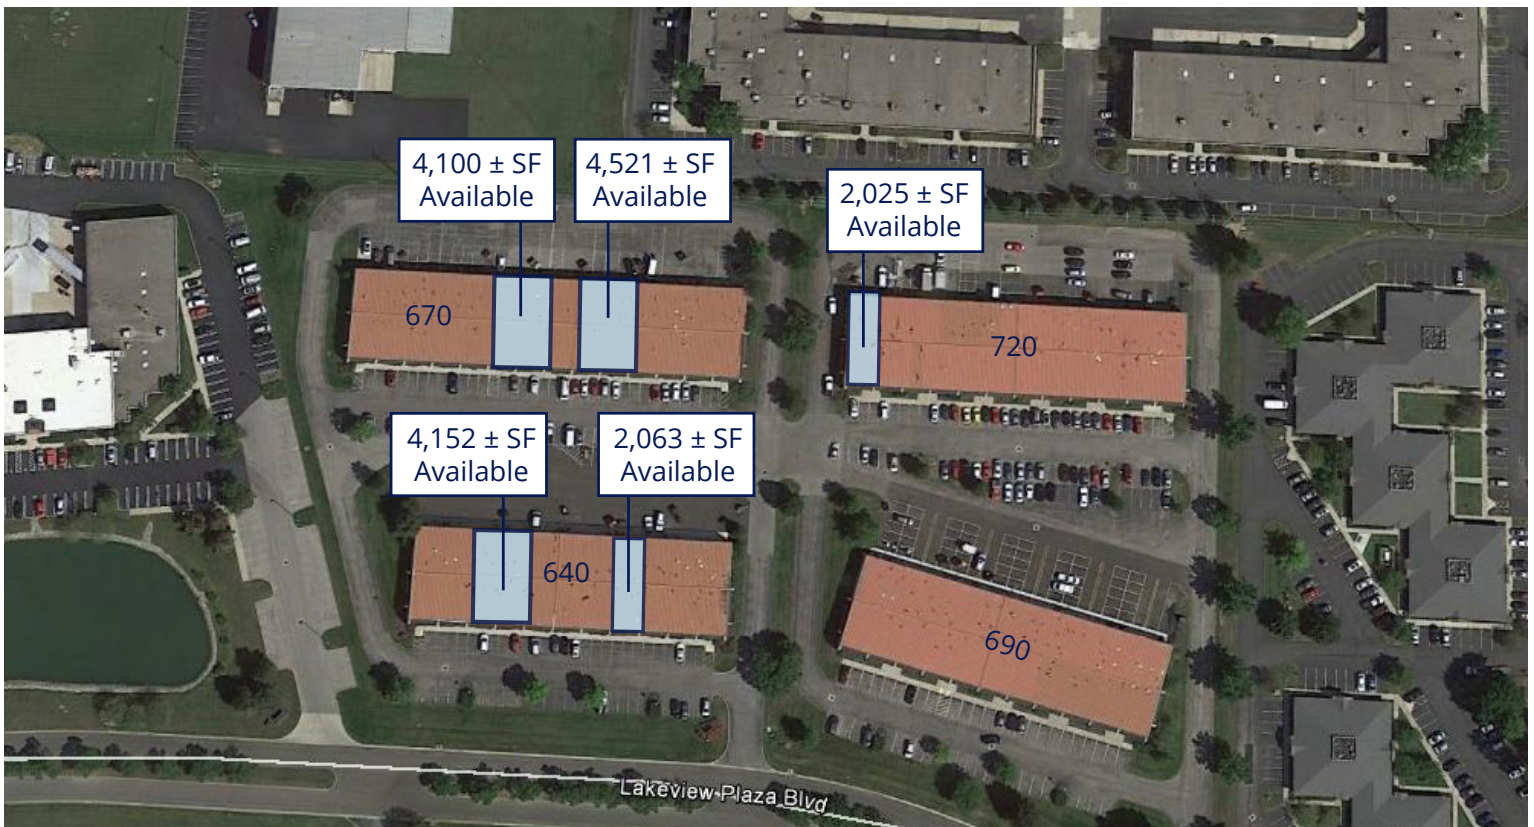 4,100 ± SF
Available
4,521 ± SF
Available
2,025 ± SF
Available
670
720
4,152 ± SF
Available
2,063 ± SF
Available
640
690
Lakeview Plaza Blvd